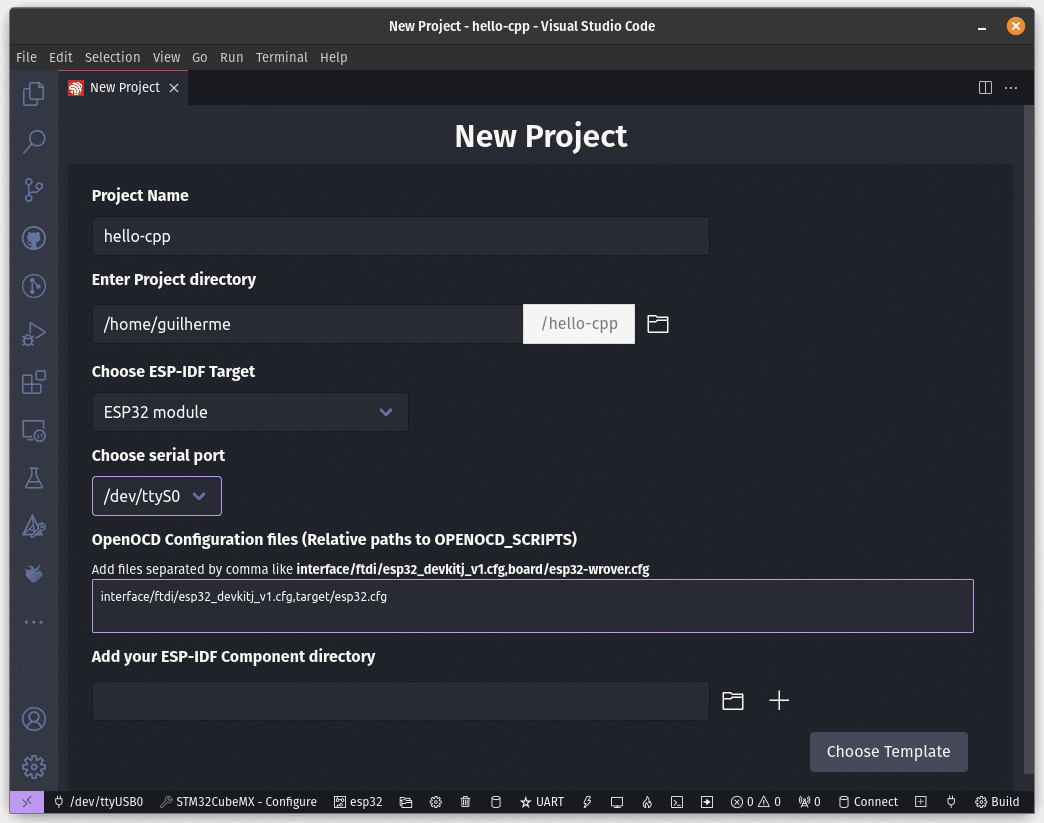 New Project - hello-cpp - Visual Studio Code
File Edit Selection View Go Run Terminal Help
New Project
New Project
Project Name
hello-cpp
Enter Project directory
/home/guilherme /hello-cpp
Choose ESP-IDF Target
ESP32 module
Choose serial port
/dev/ttyS0
OpenOCD Configuration files (Relative paths to OPENOCD_SCRIPTS)
Add files separated by comma like interface/ftdi/esp32_devkitj_v1.cfg,board/esp32-wrover.cfg
interface/ftdi/esp32_devkitj_v1.cfg,target/esp32.cfg
Add your ESP-IDF Component directory
Choose Template
/dev/ttyUSB0 STM32CubeMX - Configure esp32 UART 0 0 0 Connect Build